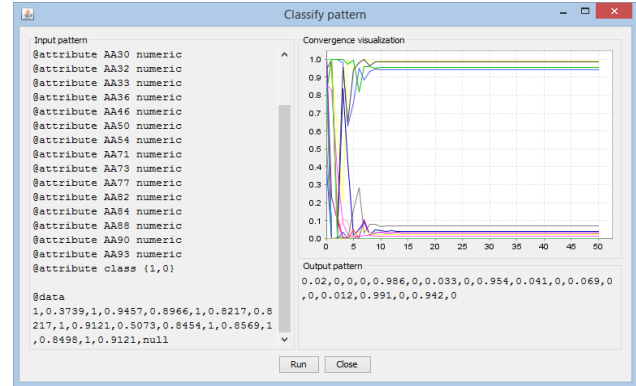 Classify pattern
Input pattern
@attribute AA30 numeric
@attribute AA32 numeric
@attribute AA33 numeric
@attribute AA36 numeric
@attribute AA46 numeric
@attribute AA50 numeric
@attribute AA54 numeric
@attribute AA71 numeric
@attribute AA73 numeric
@attribute AA77 numeric
@attribute AA82 numeric
@attribute AA84 numeric
@attribute AA88 numeric
@attribute AA90 numeric
@attribute AA93 numeric
@attribute class {1,0}
@data
1,0.3739,1,0.9457,0.8966,1,0.8217,0.8
217,1,0.9121,0.5073,0.8454,1,0.8569,1
,0.8498,1,0.9121,null
Convergence visualization
1.0
0.9
0.8
0.7
0.6
0.5
0.4
0.3
0.2
0.1
0.0
0 5 10 15 20 25 30 35 40 45 50
Output pattern
0.02,0,0,0,0.986,0,0.033,0,0.954,0.041,0,0.069,0
,0,0.012,0.991,0,0.942,0
Run Close